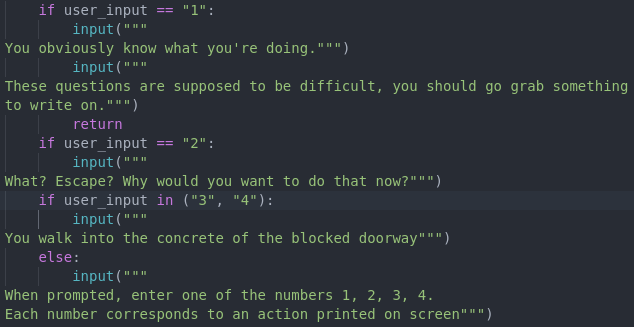 if user_input == "1":
        input("""
You obviously know what you're doing.""")
        input("""
These questions are supposed to be difficult, you should go grab something
to write on.""")
        return
    if user_input == "2":
        input("""
What? Escape? Why would you want to do that now?""")
    if user_input in ("3", "4"):
        input("""
You walk into the concrete of the blocked doorway""")
    else:
        input("""
When prompted, enter one of the numbers 1, 2, 3, 4.
Each number corresponds to an action printed on screen""")